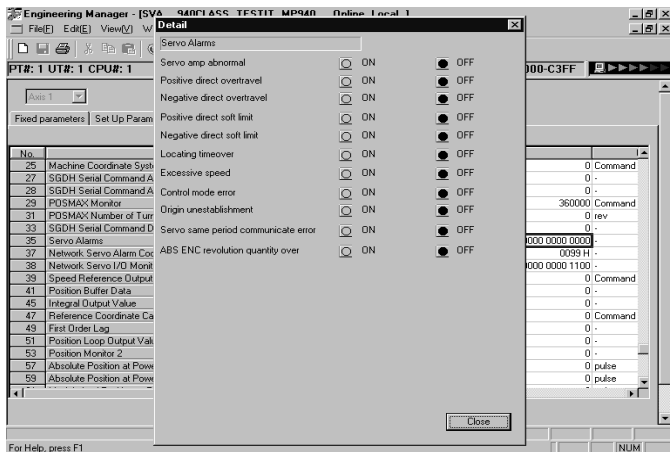 Engineering Manager - [SVA 940CLASS TESTIT MP940 Online Local ]
File(F) Edit(E) View(V) W
PT#: 1 UT#: 1 CPU#: 1
000-C3FF
Axis 1
Fixed parameters Set Up Param
Detail
Servo Alarms
Servo amp abnormal ON OFF
Positive direct overtravel ON OFF
Negative direct overtravel ON OFF
Positive direct soft limit ON OFF
Negative direct soft limit ON OFF
Locating timeover ON OFF
Excessive speed ON OFF
Control mode error ON OFF
Origin unestablishment ON OFF
Servo same period communicate error ON OFF
ABS ENC revolution quantity over ON OFF
Close
No.
25 Machine Coordinate Syste 0 Command
27 SGDH Serial Command A 0 -
28 SGDH Serial Command A 0 -
29 POSMAX Monitor 360000 Command
31 POSMAX Number of Turr 0 rev
33 SGDH Serial Command D 0 -
35 Servo Alarms 0000 0000 0000 -
37 Network Servo Alarm Coc 0099 H -
38 Network Servo I/O Monit 0000 0000 1100 -
39 Speed Reference Output 0 Command
41 Position Buffer Data 0 -
45 Integral Output Value 0 -
47 Reference Coordinate Ca 0 Command
49 First Order Lag 0 -
51 Position Loop Output Valu 0 -
53 Position Monitor 2 0 -
57 Absolute Position at Powe 0 pulse
59 Absolute Position at Powe 0 pulse
For Help, press F1
NUM